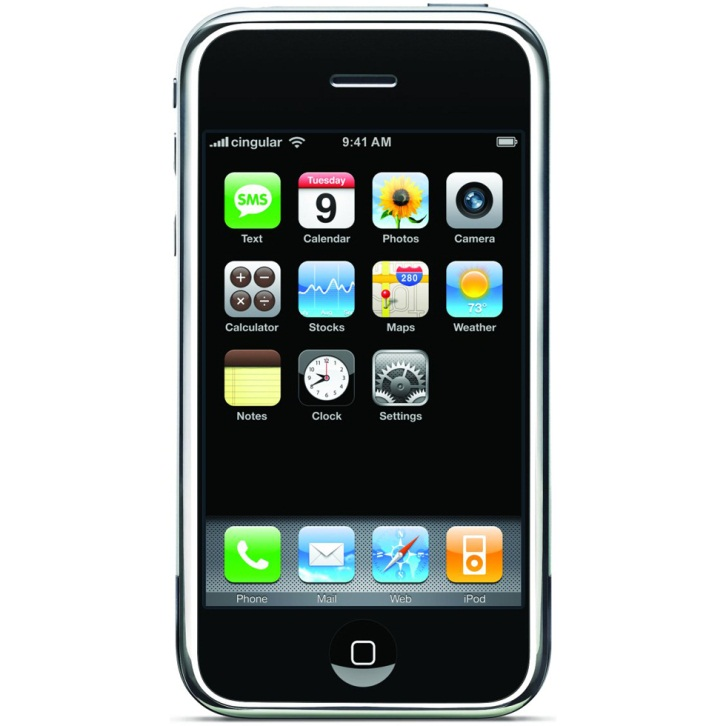 cingular 9:41 AM
SMS
Tuesday
9
Text Calendar Photos Camera
280
73°
Calculator Stocks Maps Weather
Notes Clock Settings
Phone Mail Web iPod